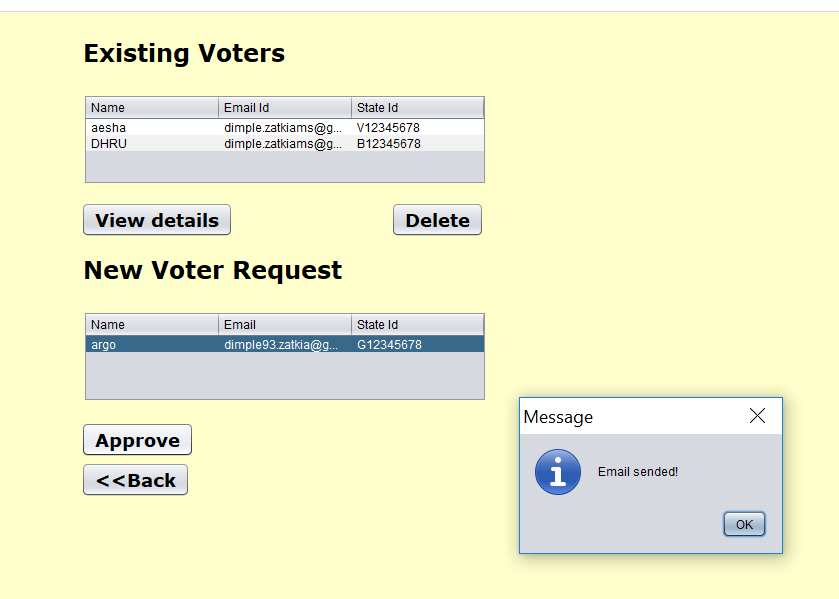 Existing Voters
Name Email Id State Id
aesha dimple.zatkiams@g... V12345678
DHRU dimple.zatkiams@g... B12345678
View details Delete
New Voter Request
Name Email State Id
argo dimple93.zatkia@g... G12345678
Approve
<<Back
Message
Email sended!
OK